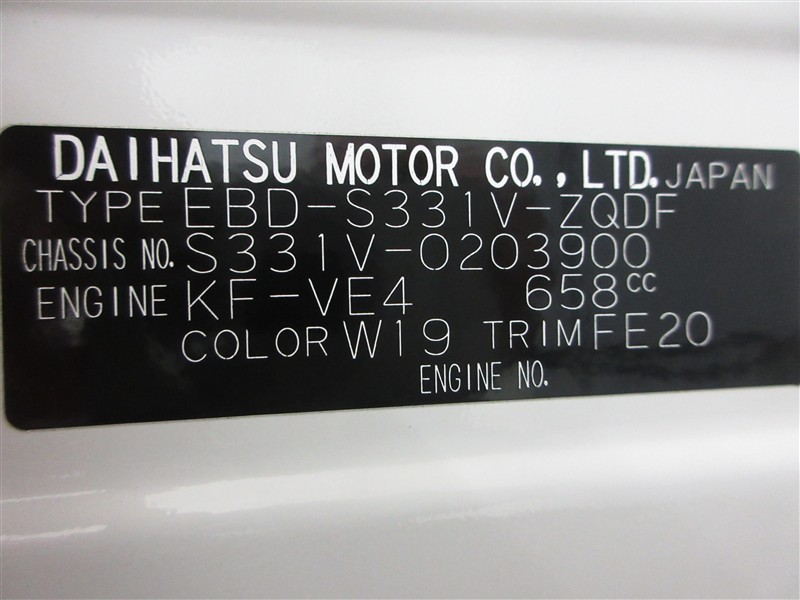 DAIHATSU MOTOR CO., LTD. JAPAN
TYPE EBD-S331V-ZQDF
CHASSIS NO. S331V-0203900
ENGINE KF-VE4 658cc
COLOR W19 TRIM FE20
ENGINE NO.